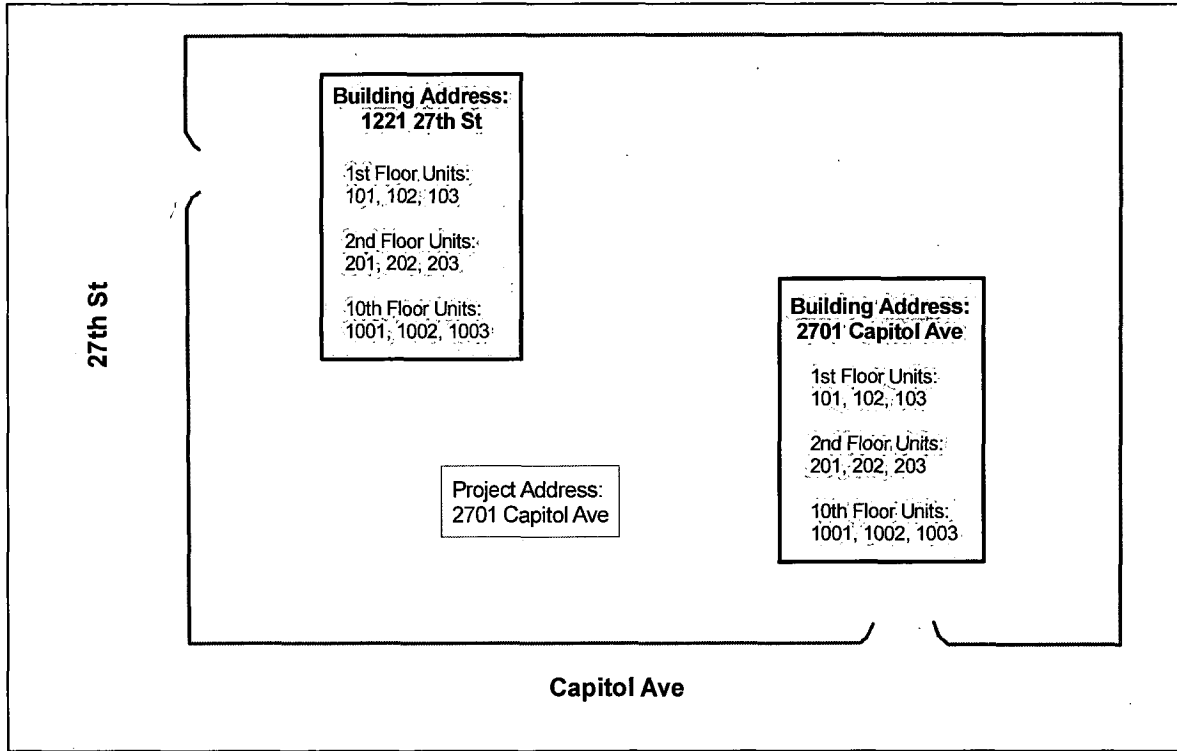 Building Address:
1221 27th St
1st Floor Units:
101, 102, 103
2nd Floor Units:
201, 202, 203
10th Floor Units:
1001, 1002, 1003
27th St
Building Address:
2701 Capitol Ave
1st Floor Units:
101, 102, 103
2nd Floor Units:
201, 202, 203
10th Floor Units:
1001, 1002, 1003
Project Address:
2701 Capitol Ave
Capitol Ave